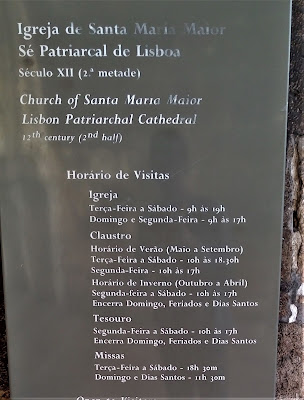 Igreja de Santa Maria Maior
Sé Patriarcal de Lisboa
Século XII (2.ª metade)
Church of Santa Maria Maior
Lisbon Patriarchal Cathedral
12th century (2nd half)
Horário de Visitas
Igreja
Terça-Feira a Sábado - 9h às 19h
Domingo e Segunda-Feira - 9h às 17h
Claustro
Horário de Verão (Maio a Setembro)
Terça-Feira a Sábado - 10h às 18.30h
Segunda-Feira - 10h às 17h
Horário de Inverno (Outubro a Abril)
Segunda-feira a Sábado - 10h às 17h
Encerra Domingo, Feriados e Dias Santos
Tesouro
Segunda-Feira a Sábado - 10h às 17h
Encerra Domingo, Feriados e Dias Santos
Missas
Terça-Feira a Sábado - 18h 30m
Domingo e Dias Santos - 11h 30m